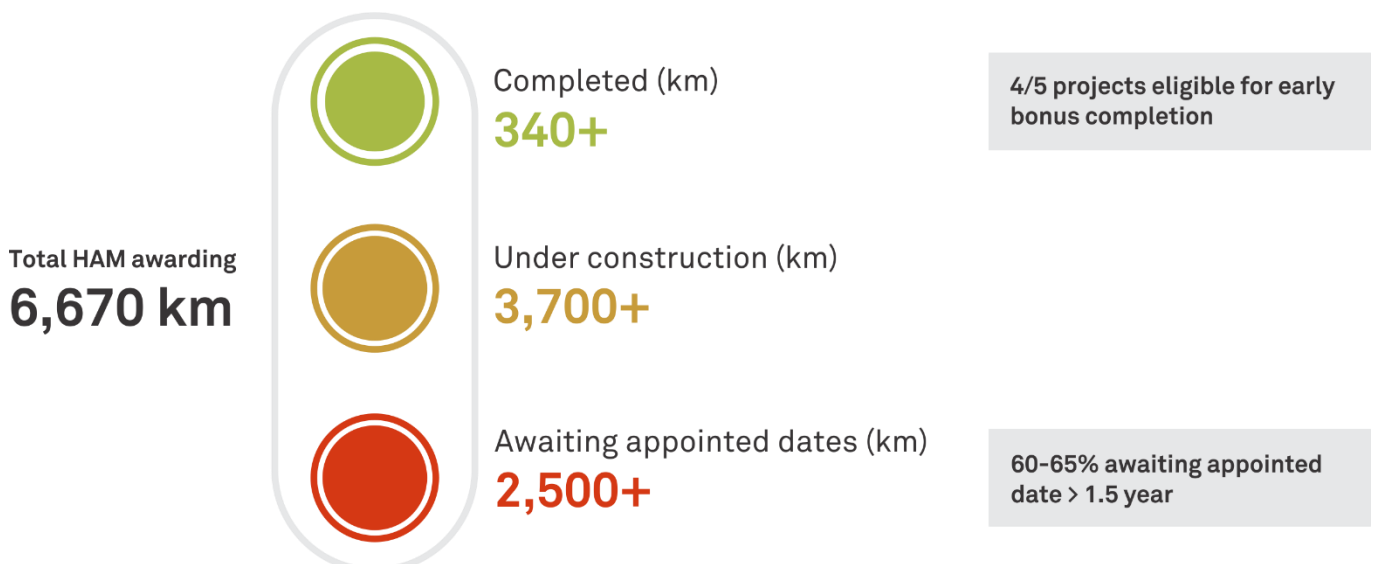 Total HAM awarding
6,670 km
Completed (km)
340+
4/5 projects eligible for early
bonus completion
Under construction (km)
3,700+
Awaiting appointed dates (km)
2,500+
60-65% awaiting appointed
date > 1.5 year